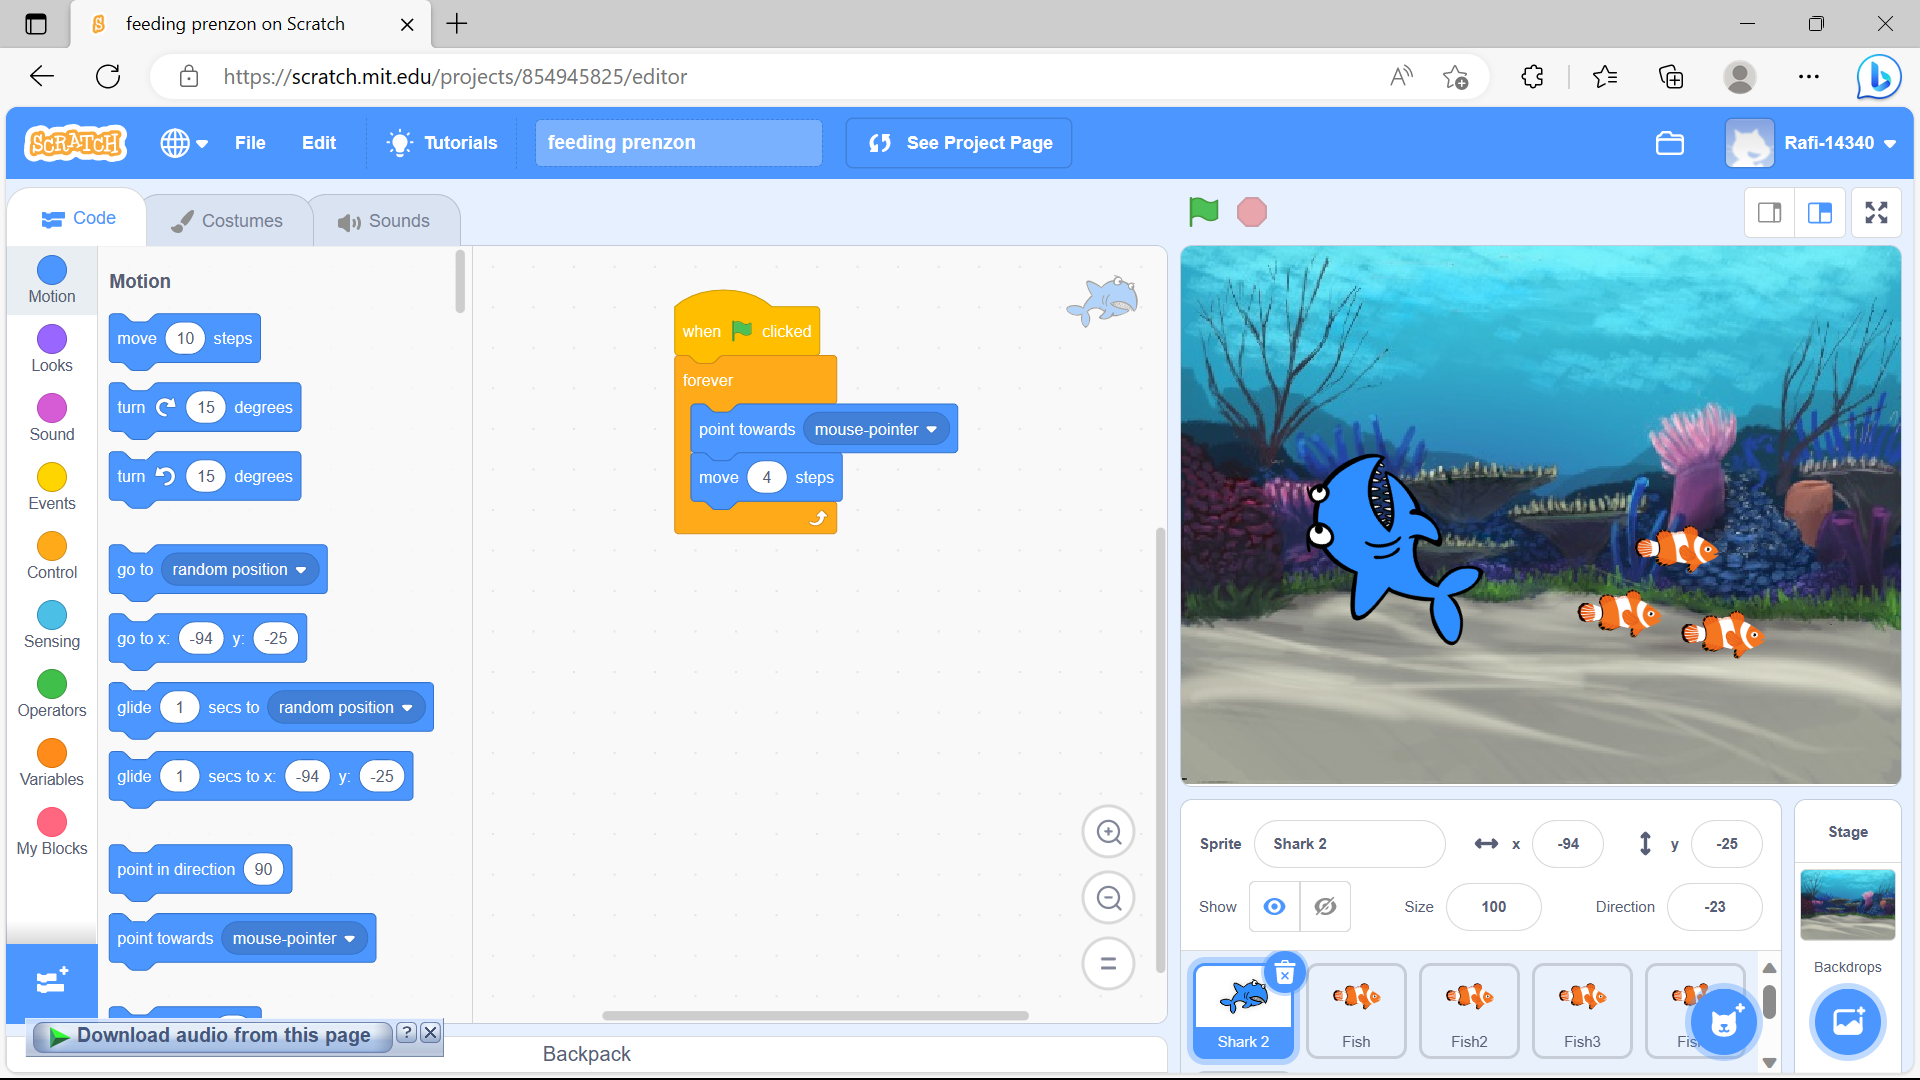 feeding prenzon on Scratch
https://scratch.mit.edu/projects/854945825/editor
SCRATCH
File
Edit
Tutorials
feeding prenzon
See Project Page
Rafi-14340
Code
Costumes
Sounds
Motion
Looks
Sound
Events
Control
Sensing
Operators
Variables
My Blocks
Motion
move 10 steps
turn 15 degrees
turn 15 degrees
go to random position
go to x: -94 y: -25
glide 1 secs to random position
glide 1 secs to x: -94 y: -25
point in direction 90
point towards mouse-pointer
when clicked
forever
point towards mouse-pointer
move 4 steps
Download audio from this page ?
Backpack
Sprite Shark 2 x -94 y -25
Show Size 100 Direction -23
Shark 2
Fish
Fish2
Fish3
Stage
Backdrops